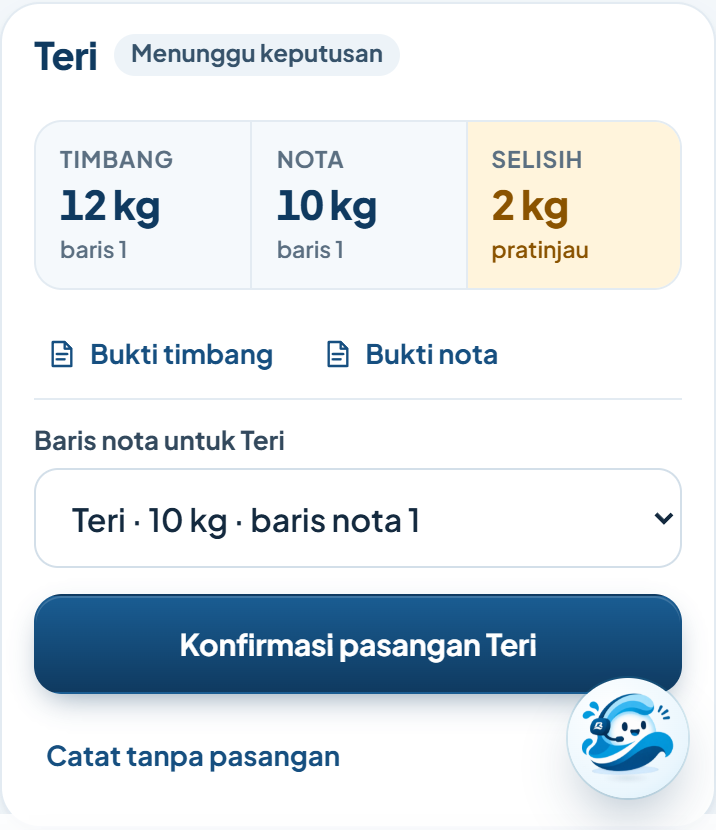 Teri
Menunggu keputusan
TIMBANG
12 kg
baris 1
NOTA
10 kg
baris 1
SELISIH
2 kg
pratinjau
Bukti timbang
Bukti nota
Baris nota untuk Teri
Teri · 10 kg · baris nota 1
Konfirmasi pasangan Teri
Catat tanpa pasangan